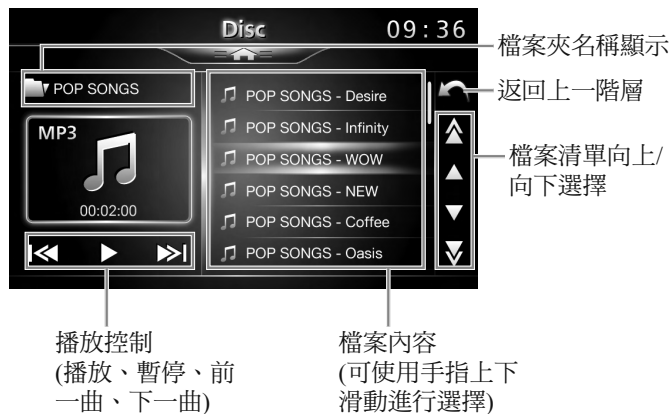 Disc
09:36
檔案夾名稱顯示
POP SONGS
返回上一階層
MP3
00:02:00
POP SONGS - Desire
POP SONGS - Infinity
POP SONGS - WOW
POP SONGS - NEW
POP SONGS - Coffee
POP SONGS - Oasis
檔案清單向上/
向下選擇
播放控制
(播放、暫停、前
一曲、下一曲)
檔案內容
(可使用手指上下
滑動進行選擇)